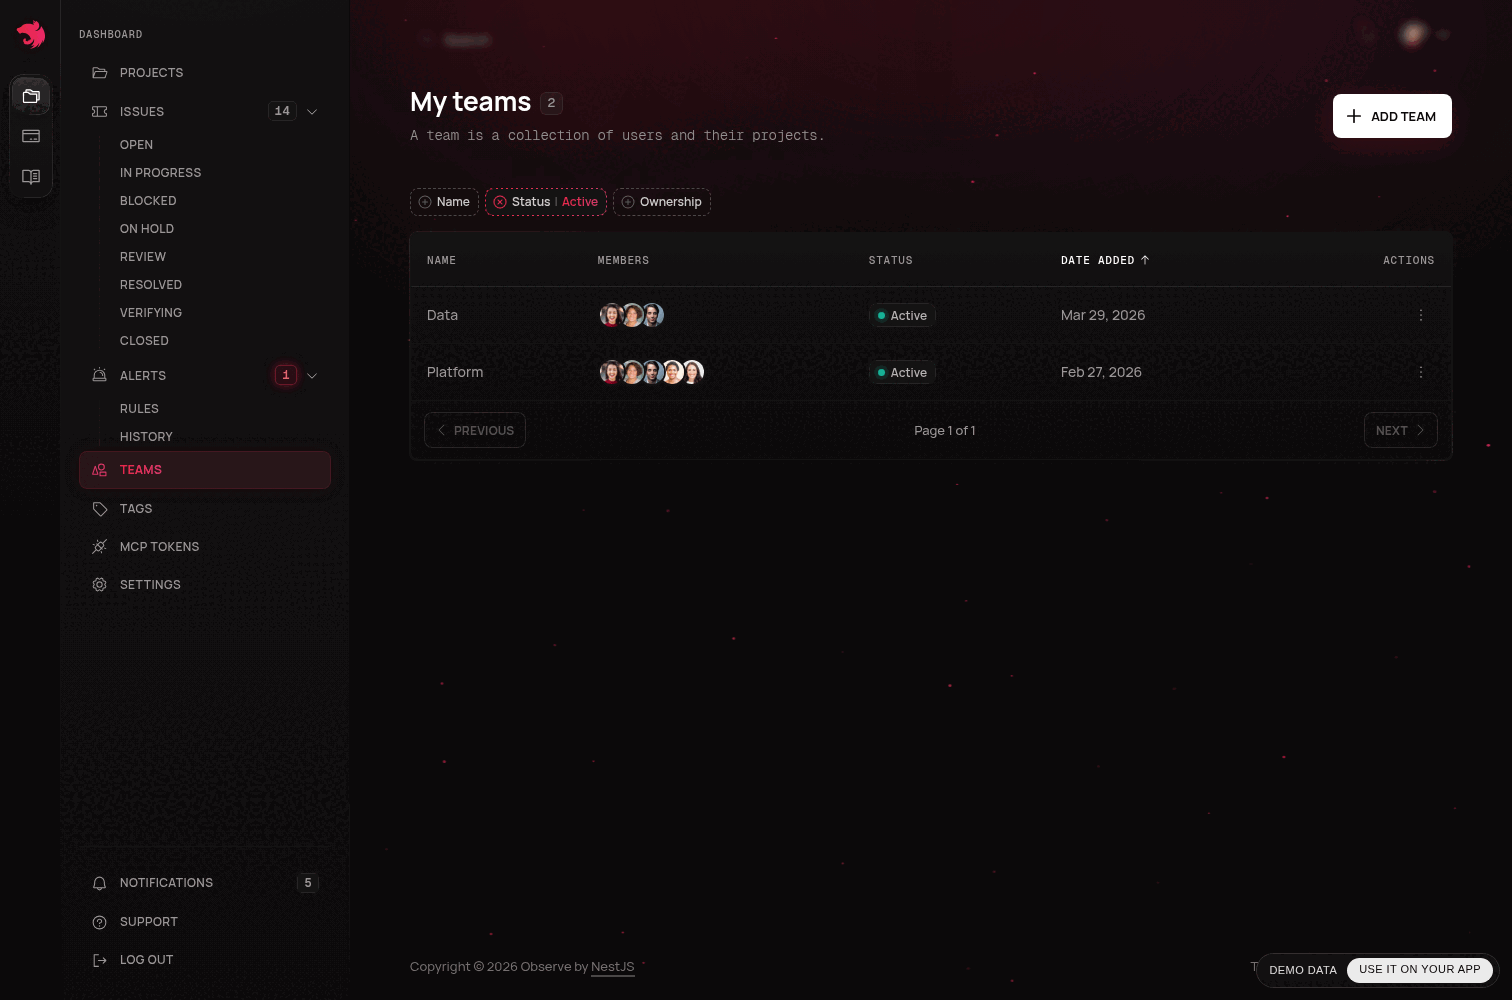 DASHBOARD
PROJECTS
ISSUES 14
OPEN
IN PROGRESS
BLOCKED
ON HOLD
REVIEW
RESOLVED
VERIFYING
CLOSED
ALERTS 1
RULES
HISTORY
TEAMS
TAGS
MCP TOKENS
SETTINGS
NOTIFICATIONS 5
SUPPORT
LOG OUT
My teams 2
A team is a collection of users and their projects.
ADD TEAM
Name Status | Active Ownership
NAME MEMBERS STATUS DATE ADDED ACTIONS
Data Active Mar 29, 2026
Platform Active Feb 27, 2026
PREVIOUS Page 1 of 1 NEXT
Copyright © 2026 Observe by NestJS
DEMO DATA USE IT ON YOUR APP